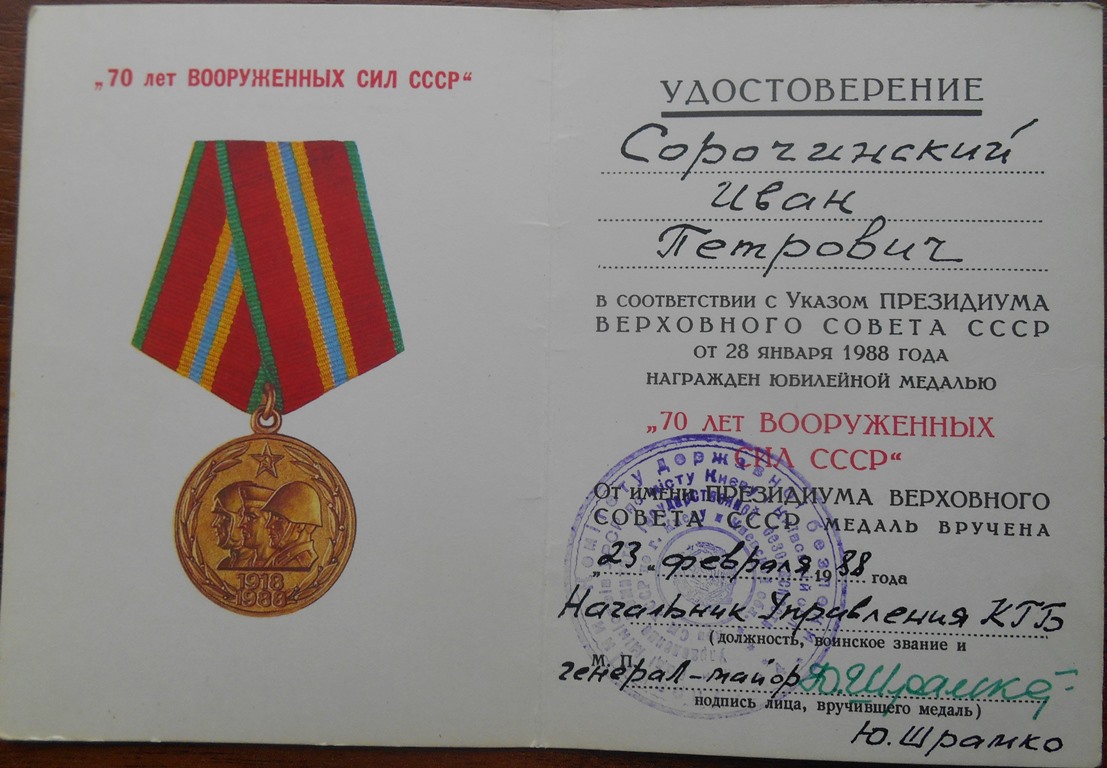 „70 лет ВООРУЖЕННЫХ СИЛ СССР“
1918
1988
УДОСТОВЕРЕНИЕ
Сорочинский
Иван
Петрович
в соответствии с Указом ПРЕЗИДИУМА
ВЕРХОВНОГО СОВЕТА СССР
от 28 января 1988 года
награжден юбилейной медалью
„70 лет ВООРУЖЕННЫХ
СИЛ СССР“
От имени ПРЕЗИДИУМА ВЕРХОВНОГО
СОВЕТА СССР медаль вручена
„23“ февраля 1988 года
Начальник Управления КГБ
(должность, воинское звание и
М. П.
генерал-майор
подпись лица, вручившего медаль)
Ю. Шрамко